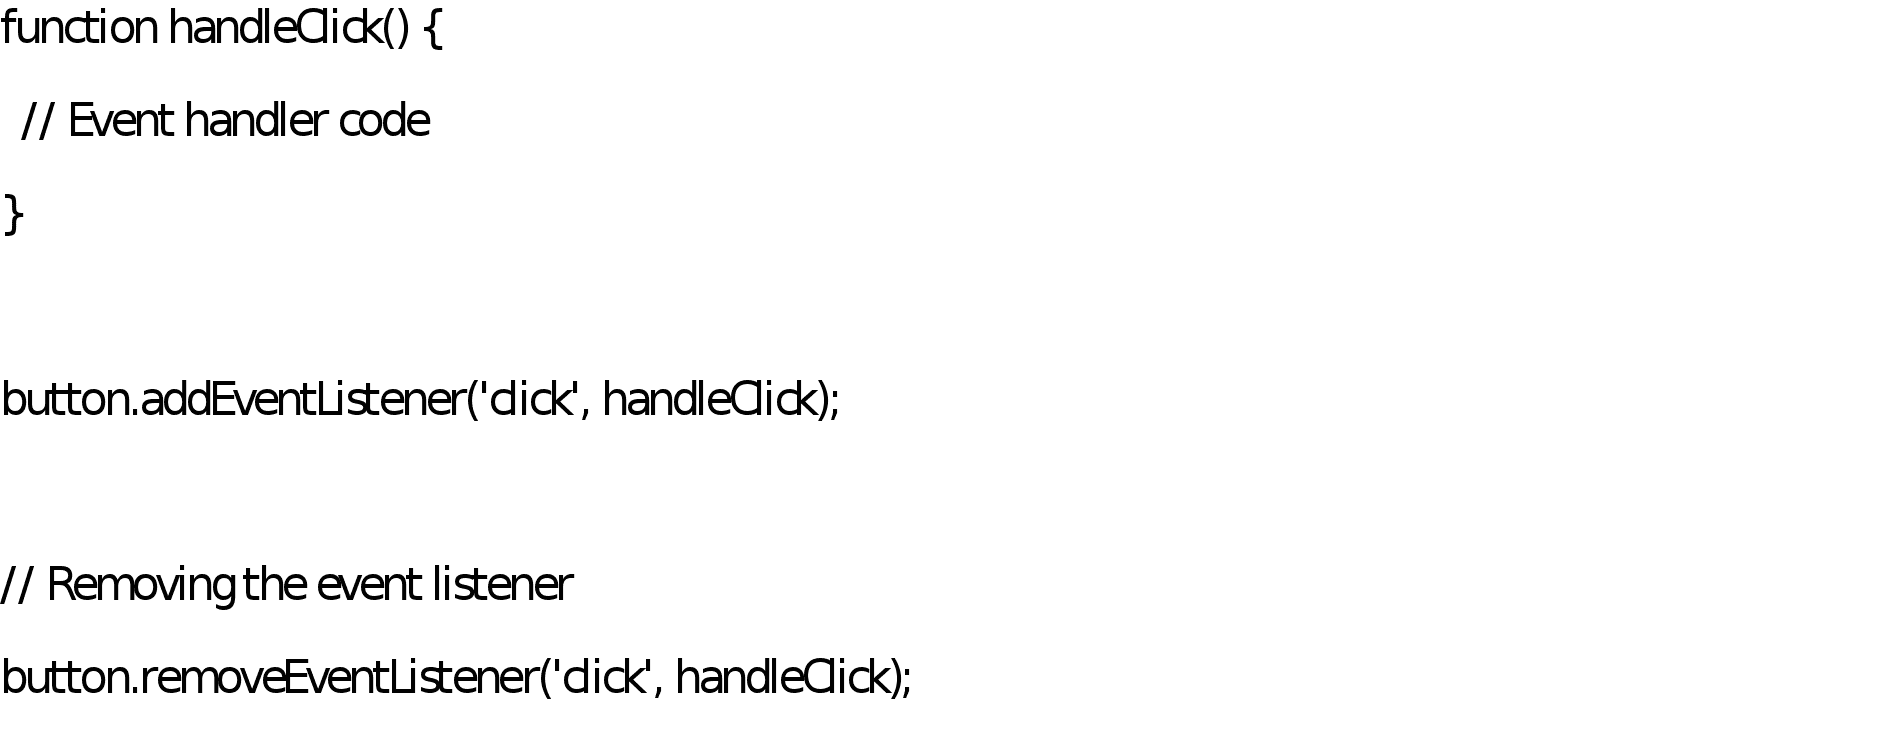 function handleClick() {
// Event handler code
}
button.addEventListener('click', handleClick);
// Removing the event listener
button.removeEventListener('click', handleClick);